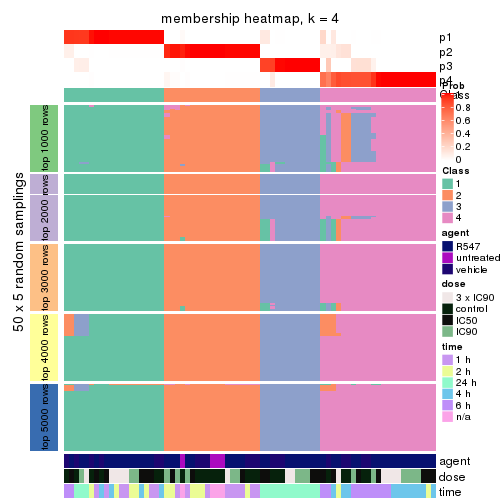 membership heatmap, k = 4
p1
p2
p3
p4
Class
Prob
0.8
0.6
0.4
0.2
0
Class
1
2
3
4
agent
R547
untreated
vehicle
dose
3 x IC90
control
IC50
IC90
time
1 h
2 h
24 h
4 h
6 h
n/a
50 x 5 random samplings
top 1000 rows
top 2000 rows
top 3000 rows
top 4000 rows
top 5000 rows
agent
dose
time